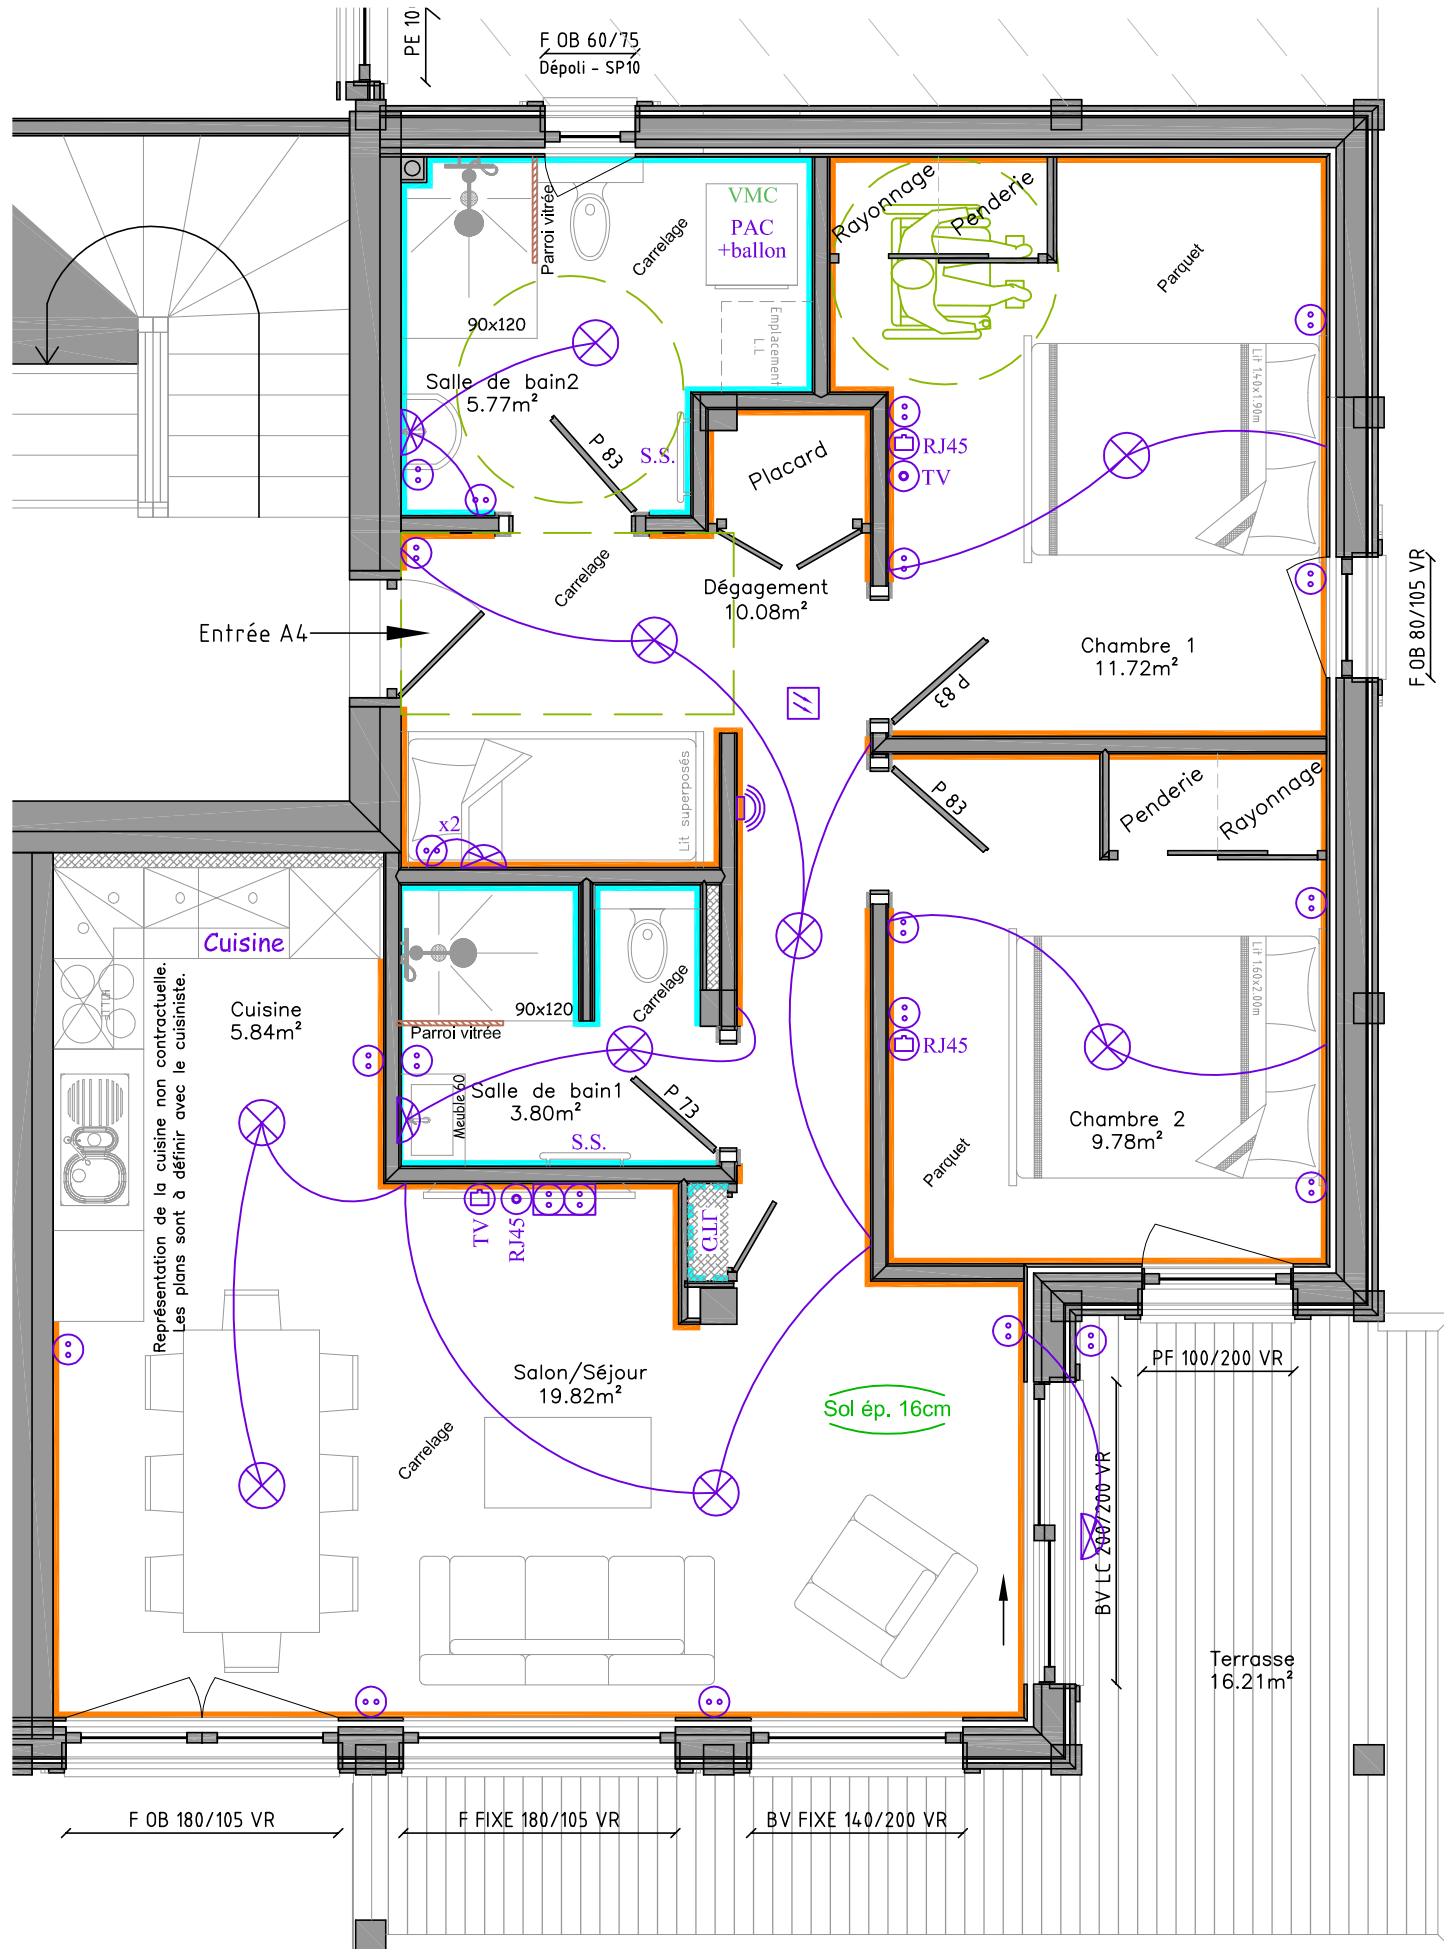 PE 10
F OB 60/75
Dépoli - SP10
Parroi vitrée
Carrelage
VMC
PAC
+ballon
Rayonnage
Penderie
Parquet
90x120
Emplacement
L.L
Lit 140x1.90m
Salle de bain2
5.77m²
P 83
S.S.
Placard
RJ45
TV
Carrelage
Dégagement
10.08m²
Entrée A4
Chambre 1
11.72m²
F OB 80/105 VR
P 83
Lit superposés
x2
P 83
Penderie
Rayonnage
Cuisine
Cuisine
5.84m²
Représentation de la cuisine non contractuelle.
Les plans sont à définir avec le cuisiniste.
90x120
Parroi vitrée
Carrelage
Lit 160x2.00m
RJ45
Meuble 60
Salle de bain1
3.80m²
P 73
S.S.
Chambre 2
9.78m²
Parquet
TV
RJ45
GTL
Salon/Séjour
19.82m²
Sol ép. 16cm
PF 100/200 VR
Carrelage
BV LC 200/200 VR
Terrasse
16.21m²
F OB 180/105 VR
F FIXE 180/105 VR
BV FIXE 140/200 VR